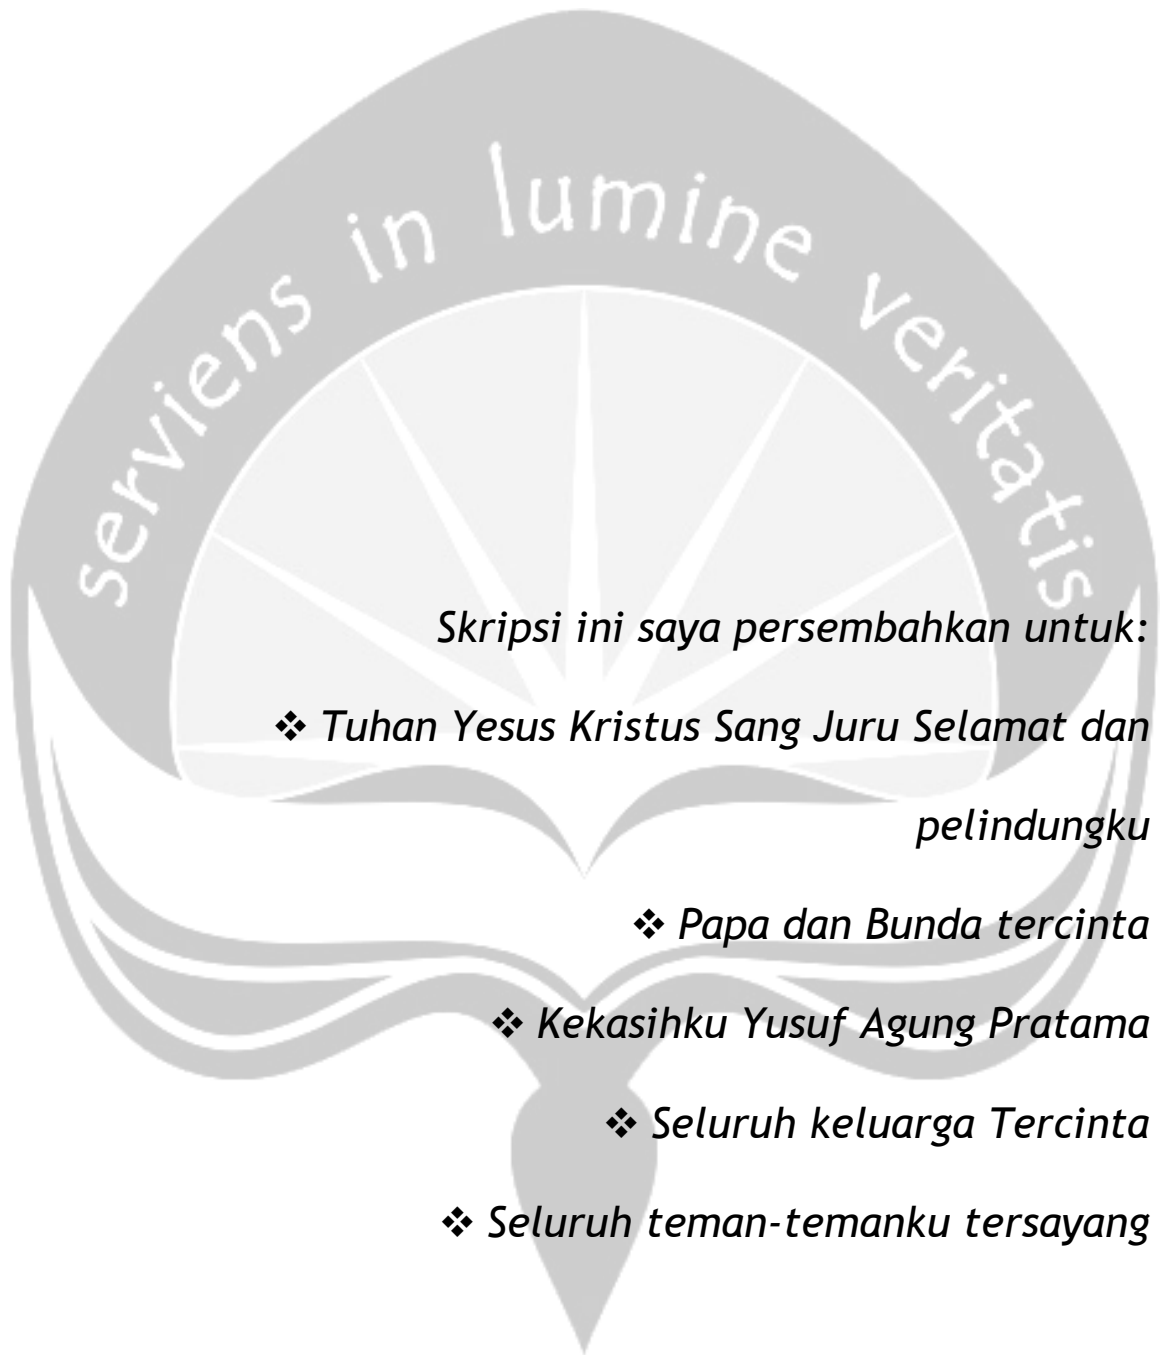 serviens in lumine veritatis
Skripsi ini saya persembahkan untuk:
❖ Tuhan Yesus Kristus Sang Juru Selamat dan
pelindungku
❖ Papa dan Bunda tercinta
❖ Kekasihku Yusuf Agung Pratama
❖ Seluruh keluarga Tercinta
❖ Seluruh teman-temanku tersayang